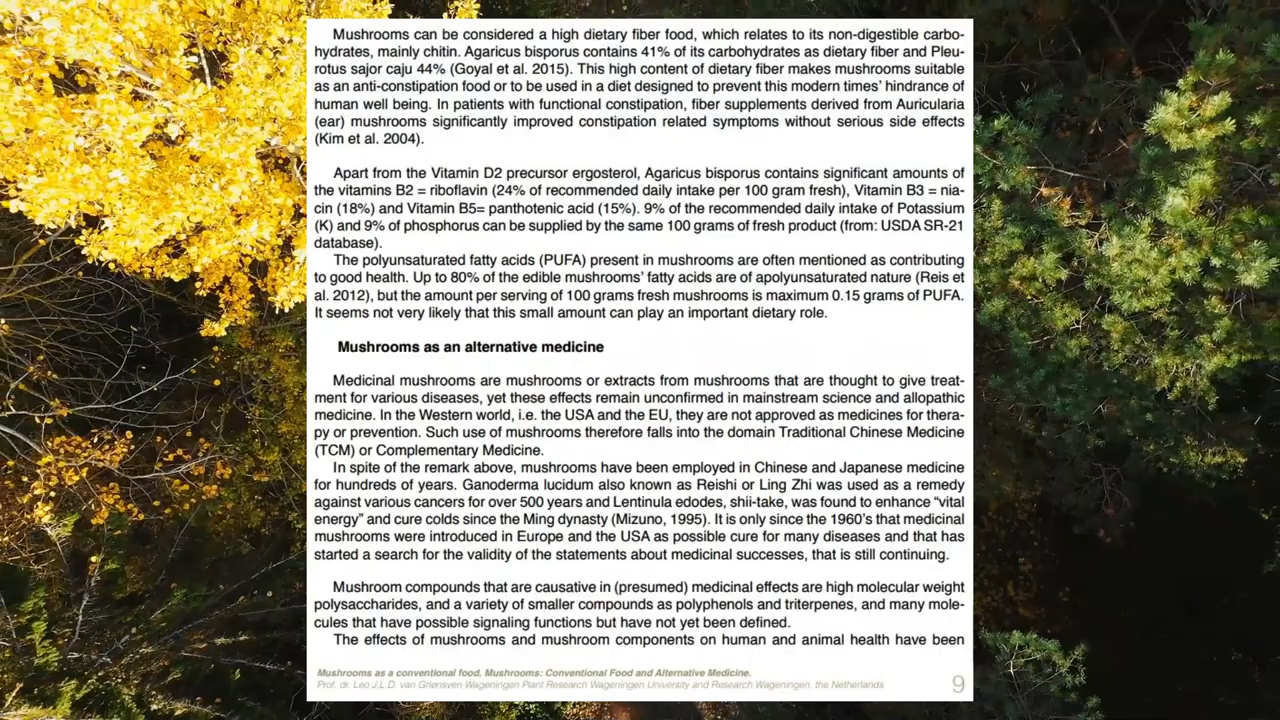 Mushrooms can be considered a high dietary fiber food, which relates to its non-digestible carbo-
hydrates, mainly chitin. Agaricus bisporus contains 41% of its carbohydrates as dietary fiber and Pleu-
rotus sajor caju 44% (Goyal et al. 2015). This high content of dietary fiber makes mushrooms suitable
as an anti-constipation food or to be used in a diet designed to prevent this modern times' hindrance of
human well being. In patients with functional constipation, fiber supplements derived from Auricularia
(ear) mushrooms significantly improved constipation related symptoms without serious side effects
(Kim et al. 2004).
Apart from the Vitamin D2 precursor ergosterol, Agaricus bisporus contains significant amounts of
the vitamins B2 = riboflavin (24% of recommended daily intake per 100 gram fresh), Vitamin B3 = nia-
cin (18%) and Vitamin B5= panthotenic acid (15%). 9% of the recommended daily intake of Potassium
(K) and 9% of phosphorus can be supplied by the same 100 grams of fresh product (from: USDA SR-21
database).
The polyunsaturated fatty acids (PUFA) present in mushrooms are often mentioned as contributing
to good health. Up to 80% of the edible mushrooms' fatty acids are of apolyunsaturated nature (Reis et
al. 2012), but the amount per serving of 100 grams fresh mushrooms is maximum 0.15 grams of PUFA.
It seems not very likely that this small amount can play an important dietary role.
Mushrooms as an alternative medicine
Medicinal mushrooms are mushrooms or extracts from mushrooms that are thought to give treat-
ment for various diseases, yet these effects remain unconfirmed in mainstream science and allopathic
medicine. In the Western world, i.e. the USA and the EU, they are not approved as medicines for thera-
py or prevention. Such use of mushrooms therefore falls into the domain Traditional Chinese Medicine
(TCM) or Complementary Medicine.
In spite of the remark above, mushrooms have been employed in Chinese and Japanese medicine
for hundreds of years. Ganoderma lucidum also known as Reishi or Ling Zhi was used as a remedy
against various cancers for over 500 years and Lentinula edodes, shii-take, was found to enhance "vital
energy" and cure colds since the Ming dynasty (Mizuno, 1995). It is only since the 1960's that medicinal
mushrooms were introduced in Europe and the USA as possible cure for many diseases and that has
started a search for the validity of the statements about medicinal successes, that is still continuing.
Mushroom compounds that are causative in (presumed) medicinal effects are high molecular weight
polysaccharides, and a variety of smaller compounds as polyphenols and triterpenes, and many mole-
cules that have possible signaling functions but have not yet been defined.
The effects of mushrooms and mushroom components on human and animal health have been
Mushrooms as a conventional food, Mushrooms: Conventional Food and Alternative Medicine.
Prof. dr. Leo J.L.D. van Griensven Wageningen Plant Research Wageningen University and Research Wageningen. the Netherlands
9